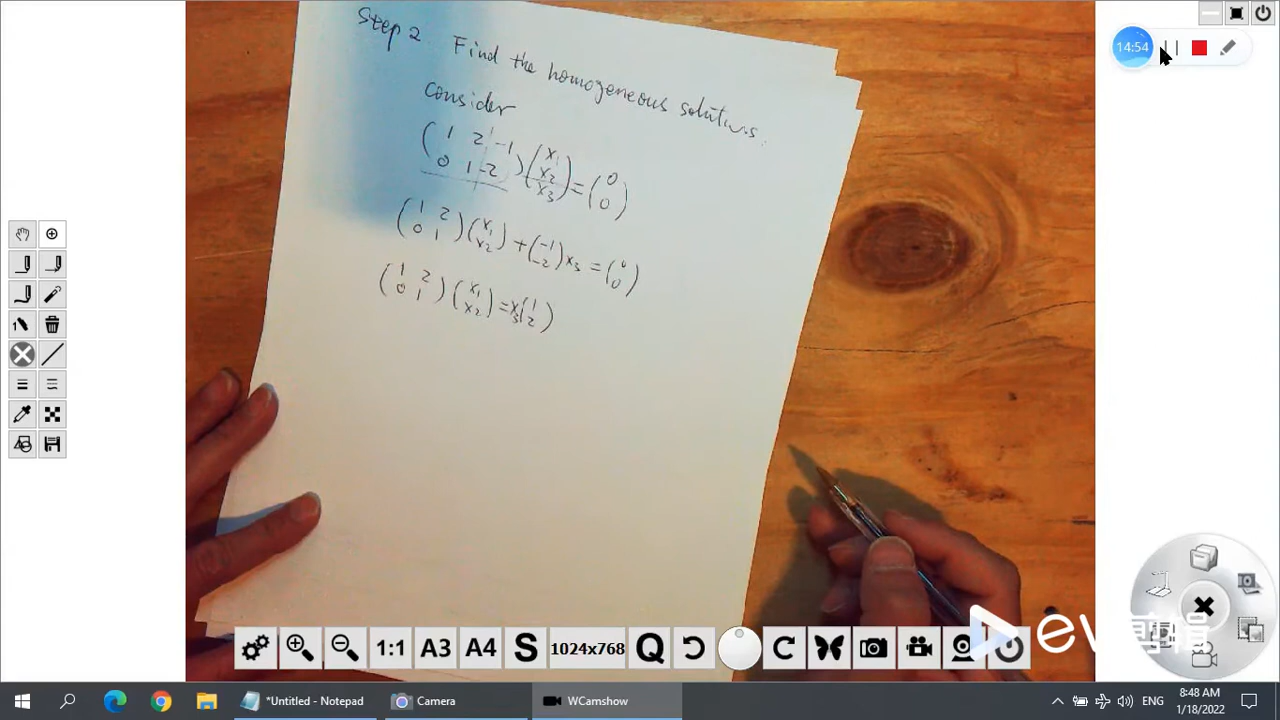 Step 2 Find the homogeneous solutions.
consider
( 1 2 -1 ; 0 1 -2 ) ( x₁ ; x₂ ; x₃ ) = ( 0 ; 0 )
( 1 2 ; 0 1 ) ( x₁ ; x₂ ) + ( -1 ; -2 ) x₃ = ( 0 ; 0 )
( 1 2 ; 0 1 ) ( x₁ ; x₂ ) = x₃ ( 1 ; 2 )
14:54
1:1 A3 A4 S 1024x768 Q
*Untitled - Notepad Camera WCamshow
ENG
8:48 AM
1/18/2022